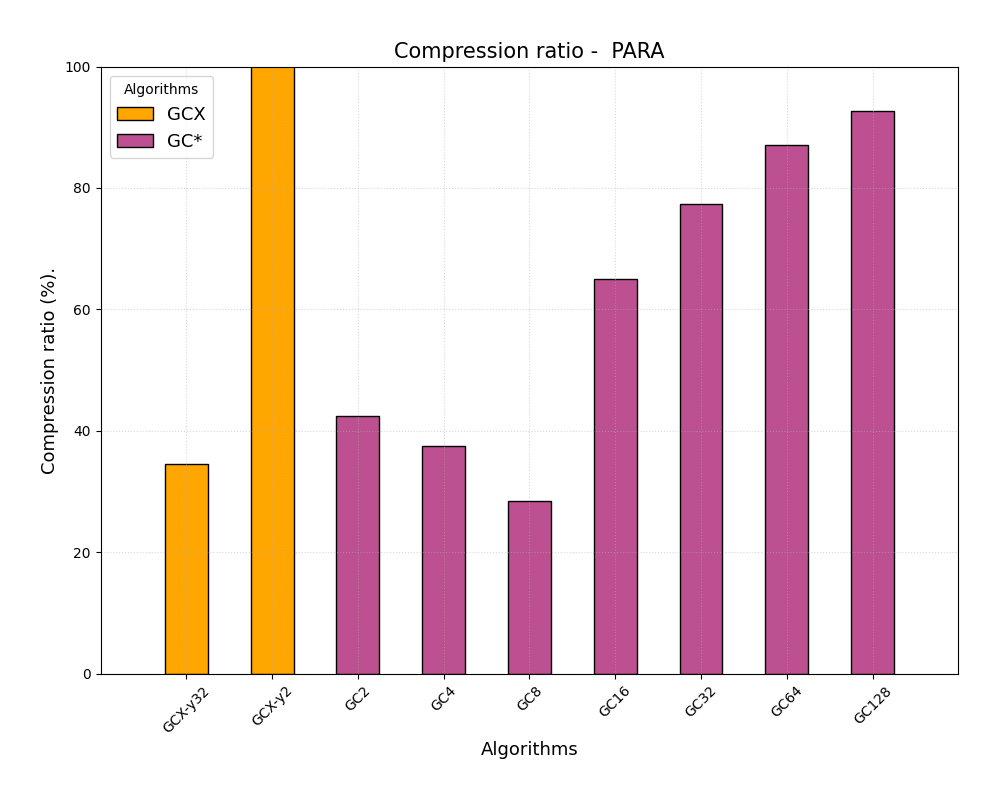 Compression ratio -  PARA
100
80
60
40
20
0
Compression ratio (%).
Algorithms
GCX
GC*
GCX-y32
GCX-y2
GC2
GC4
GC8
GC16
GC32
GC64
GC128
Algorithms